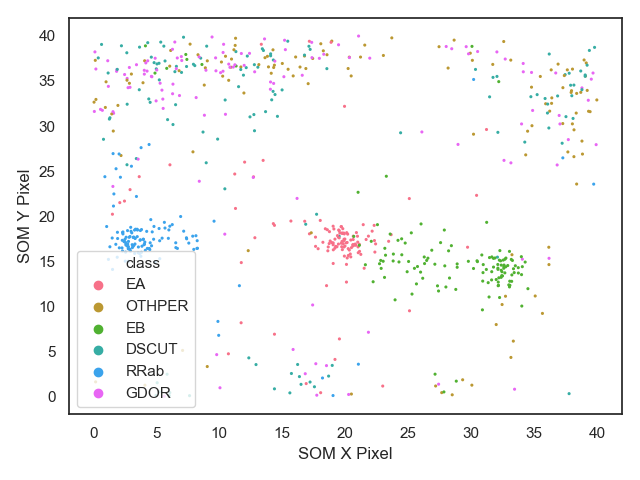 40
35
30
25
20
15
10
5
0
SOM Y Pixel
class
EA
OTHPER
EB
DSCUT
RRab
GDOR
0 5 10 15 20 25 30 35 40
SOM X Pixel